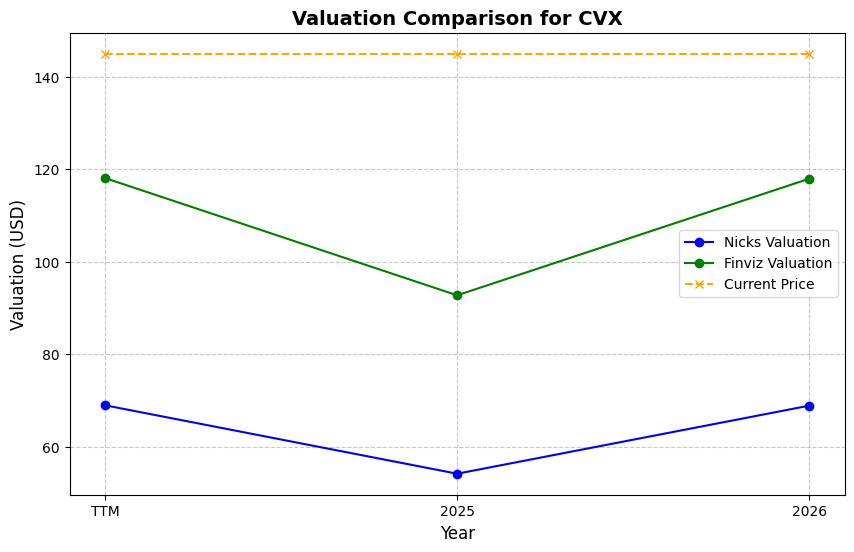 Valuation Comparison for CVX
140
120
100
80
60
Valuation (USD)
Nicks Valuation
Finviz Valuation
Current Price
TTM
2025
2026
Year